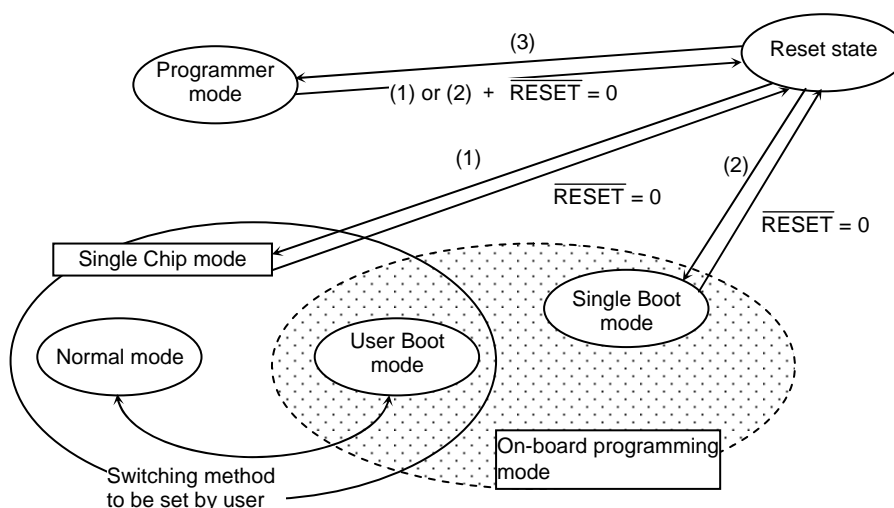 (3)
Reset state
Programmer
mode
(1) or (2) + RESET = 0
(1)
(2)
RESET = 0
RESET = 0
Single Chip mode
Single Boot
mode
Normal mode
User Boot
mode
On-board programming
mode
Switching method
to be set by user